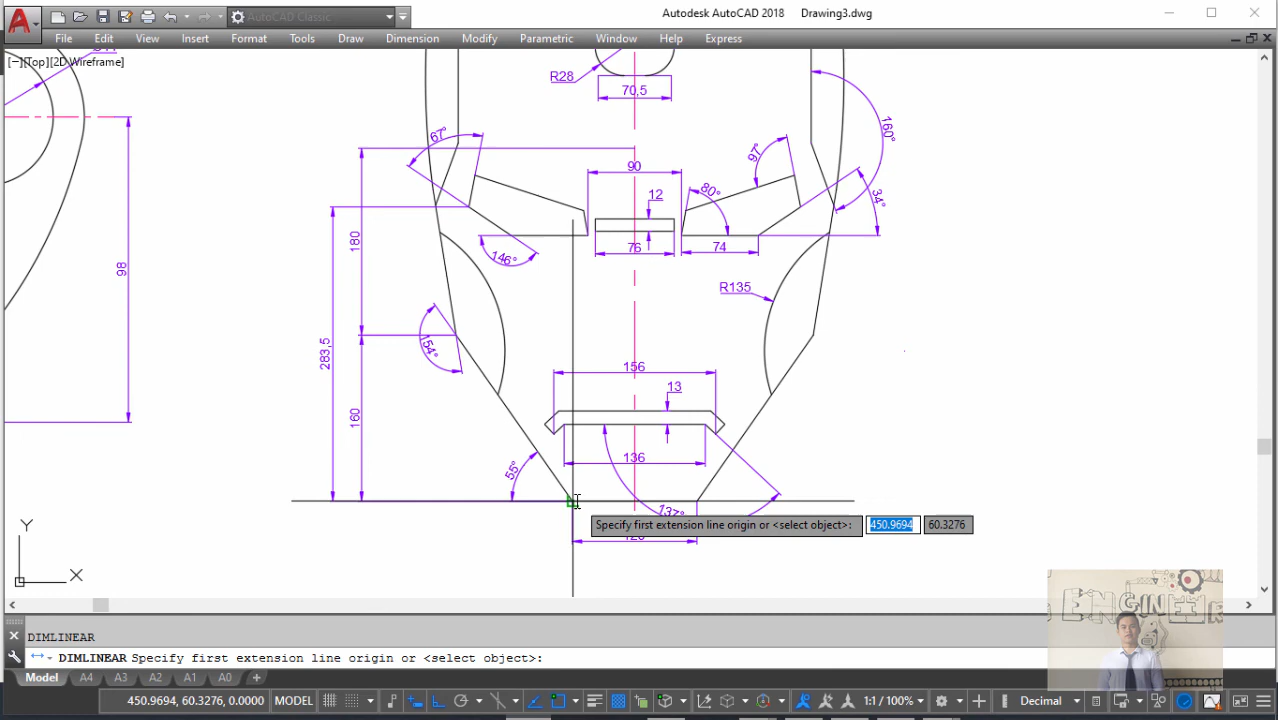 AutoCAD Classic
Autodesk AutoCAD 2018 Drawing3.dwg
File Edit View Insert Format Tools Draw Dimension Modify Parametric Window Help Express
[−][Top][2D Wireframe]
R28
70,5
67°
160°
97°
90
80°
12
34°
98
180
146°
76
74
R135
283,5
154°
156
13
160
136
55°
137°
Specify first extension line origin or <select object>: 450.9694 60.3276
Y
X
ENGINEER
DIMLINEAR
DIMLINEAR Specify first extension line origin or <select object>:
Model A4 A3 A2 A1 A0 +
450.9694, 60.3276, 0.0000 MODEL 1:1 / 100% Decimal